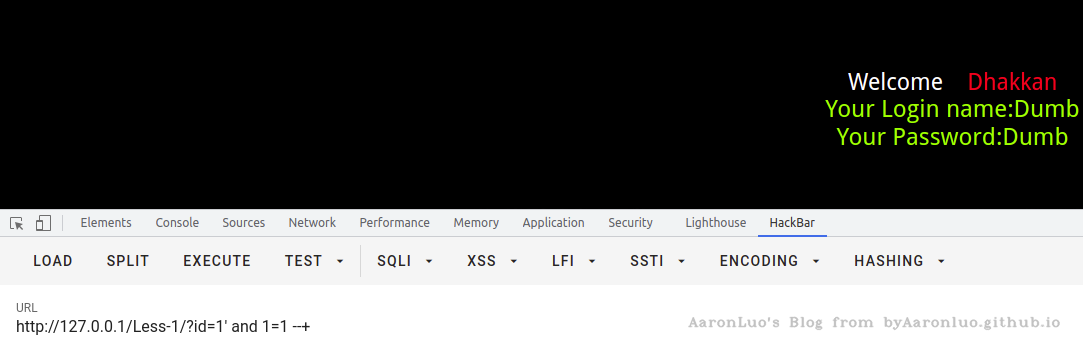 Welcome Dhakkan
Your Login name:Dumb
Your Password:Dumb
Elements Console Sources Network Performance Memory Application Security Lighthouse HackBar
LOAD SPLIT EXECUTE TEST SQLI XSS LFI SSTI ENCODING HASHING
URL
http://127.0.0.1/Less-1/?id=1' and 1=1 --+
AaronLuo's Blog from byAaronluo.github.io